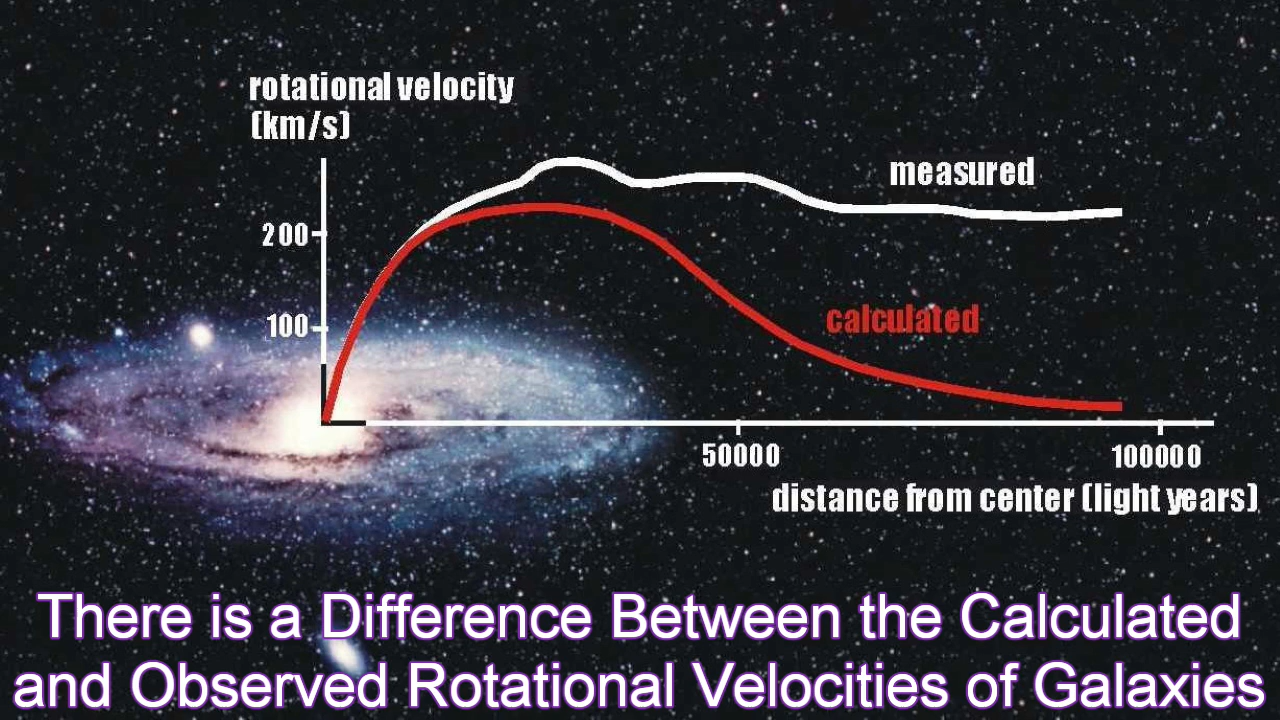 rotational velocity
(km/s)
measured
200
calculated
100
50000
100000
distance from center (light years)
There is a Difference Between the Calculated
and Observed Rotational Velocities of Galaxies